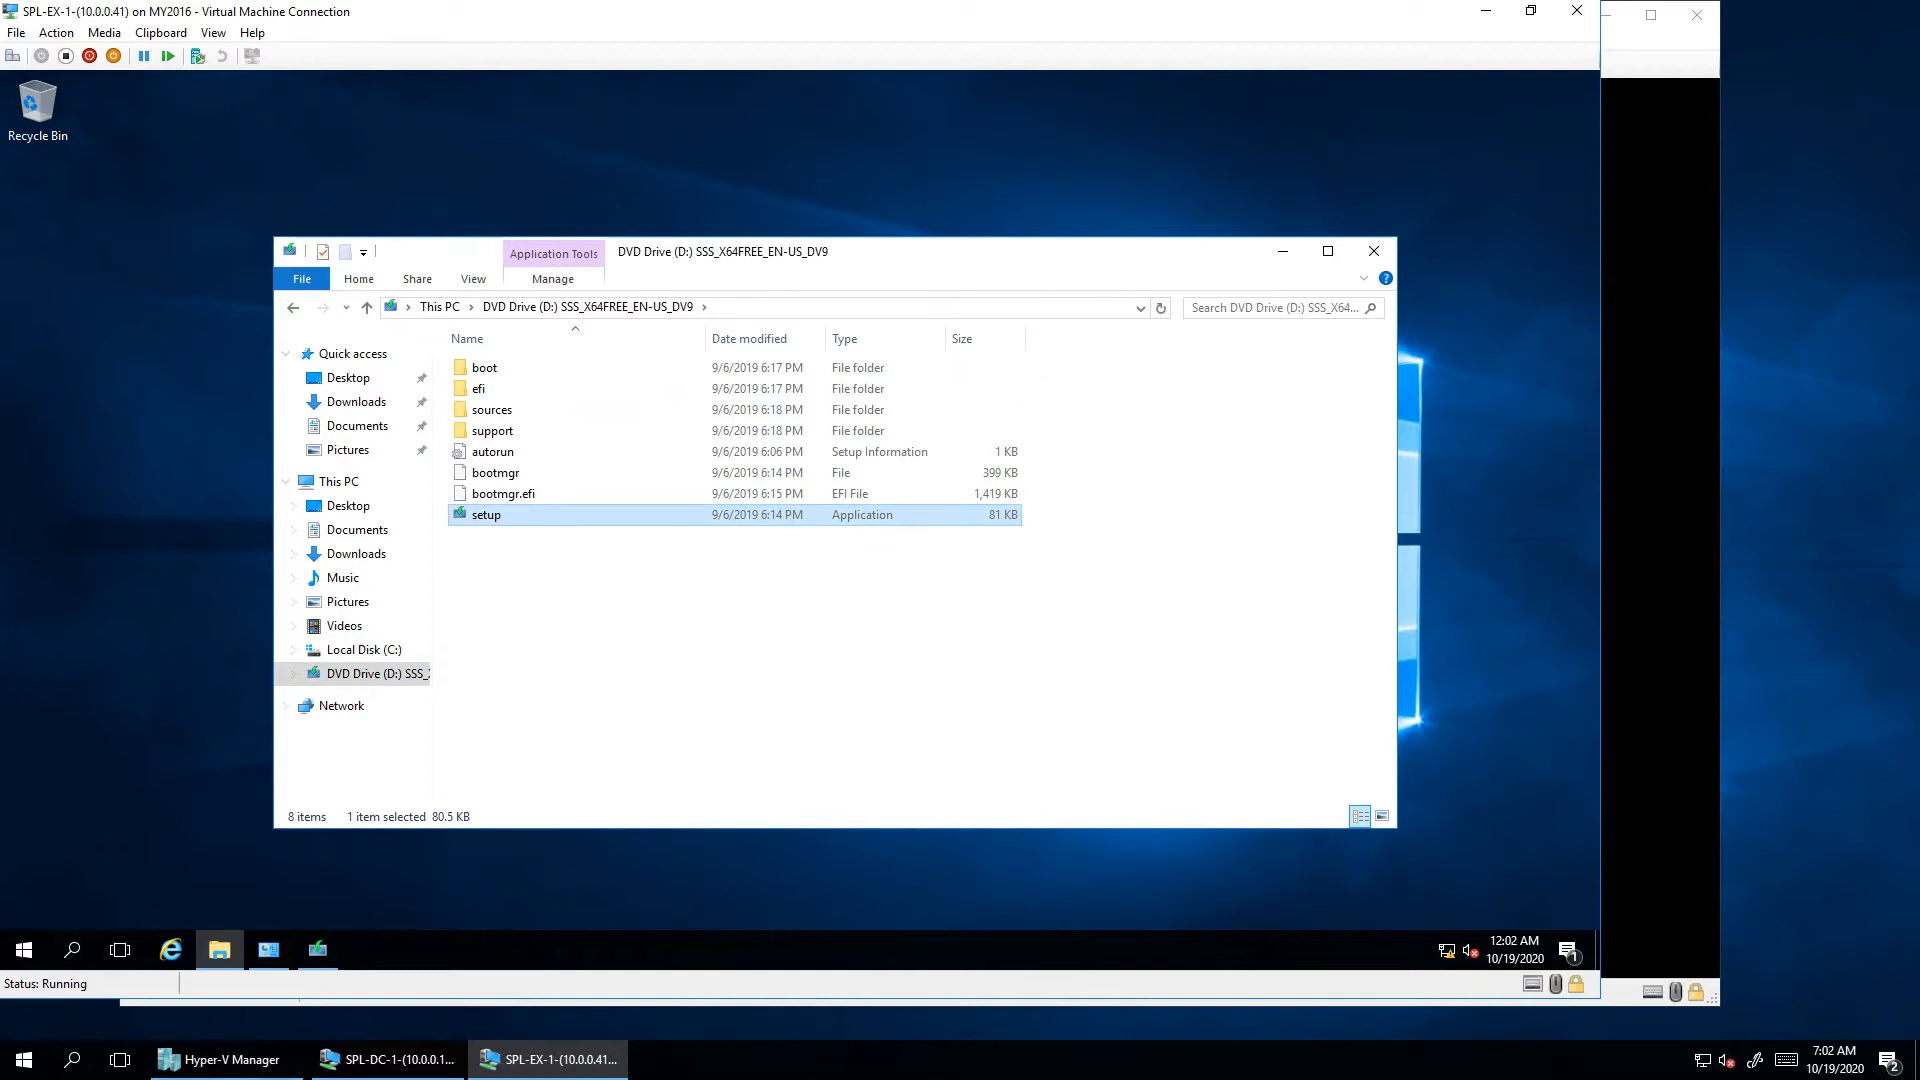 SPL-EX-1-(10.0.0.41) on MY2016 - Virtual Machine Connection
File Action Media Clipboard View Help
Recycle Bin
Application Tools DVD Drive (D:) SSS_X64FREE_EN-US_DV9
File Home Share View Manage
This PC DVD Drive (D:) SSS_X64FREE_EN-US_DV9 Search DVD Drive (D:) SSS_X64...
Name Date modified Type Size
Quick access
Desktop
Downloads
Documents
Pictures
This PC
Desktop
Documents
Downloads
Music
Pictures
Videos
Local Disk (C:)
DVD Drive (D:) SSS_
Network
boot 9/6/2019 6:17 PM File folder
efi 9/6/2019 6:17 PM File folder
sources 9/6/2019 6:18 PM File folder
support 9/6/2019 6:18 PM File folder
autorun 9/6/2019 6:06 PM Setup Information 1 KB
bootmgr 9/6/2019 6:14 PM File 399 KB
bootmgr.efi 9/6/2019 6:15 PM EFI File 1,419 KB
setup 9/6/2019 6:14 PM Application 81 KB
8 items 1 item selected 80.5 KB
12:02 AM
10/19/2020
1
Status: Running
Hyper-V Manager SPL-DC-1-(10.0.0.1... SPL-EX-1-(10.0.0.41...
7:02 AM
10/19/2020
2